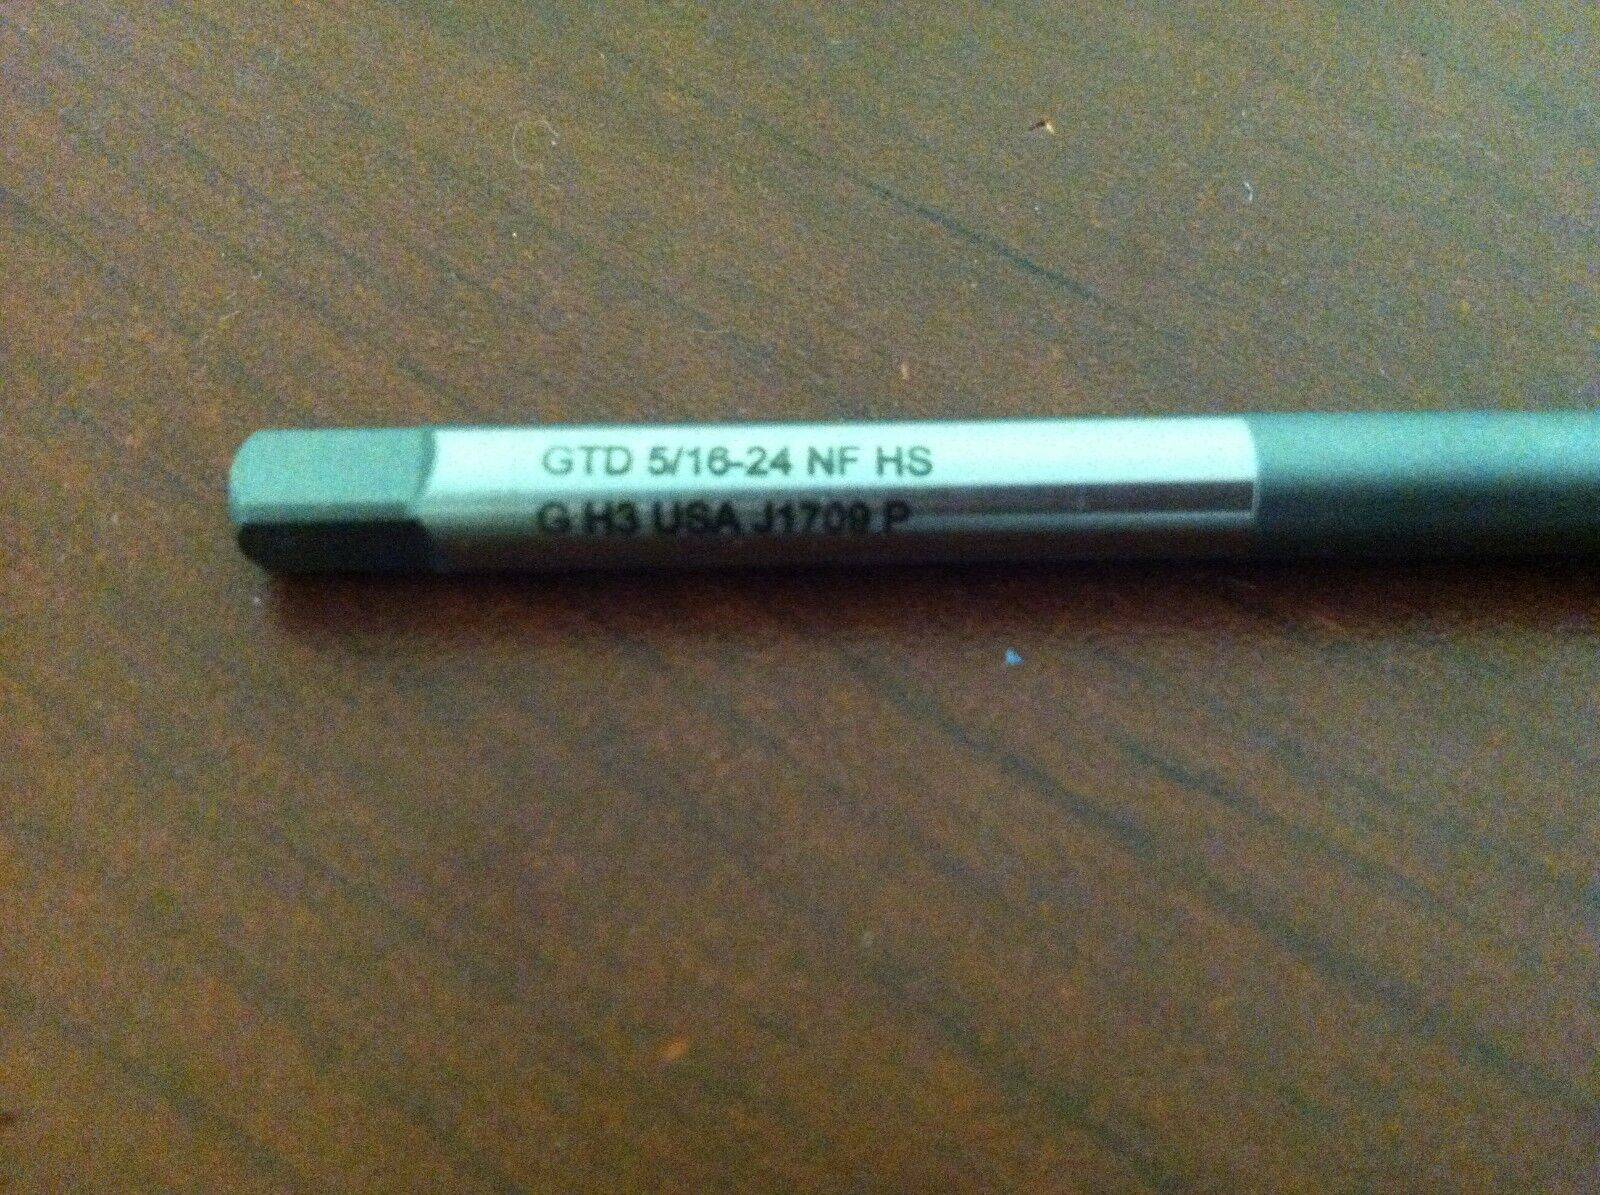 GTD 5/16-24 NF HS
G H3 USA J1709 P